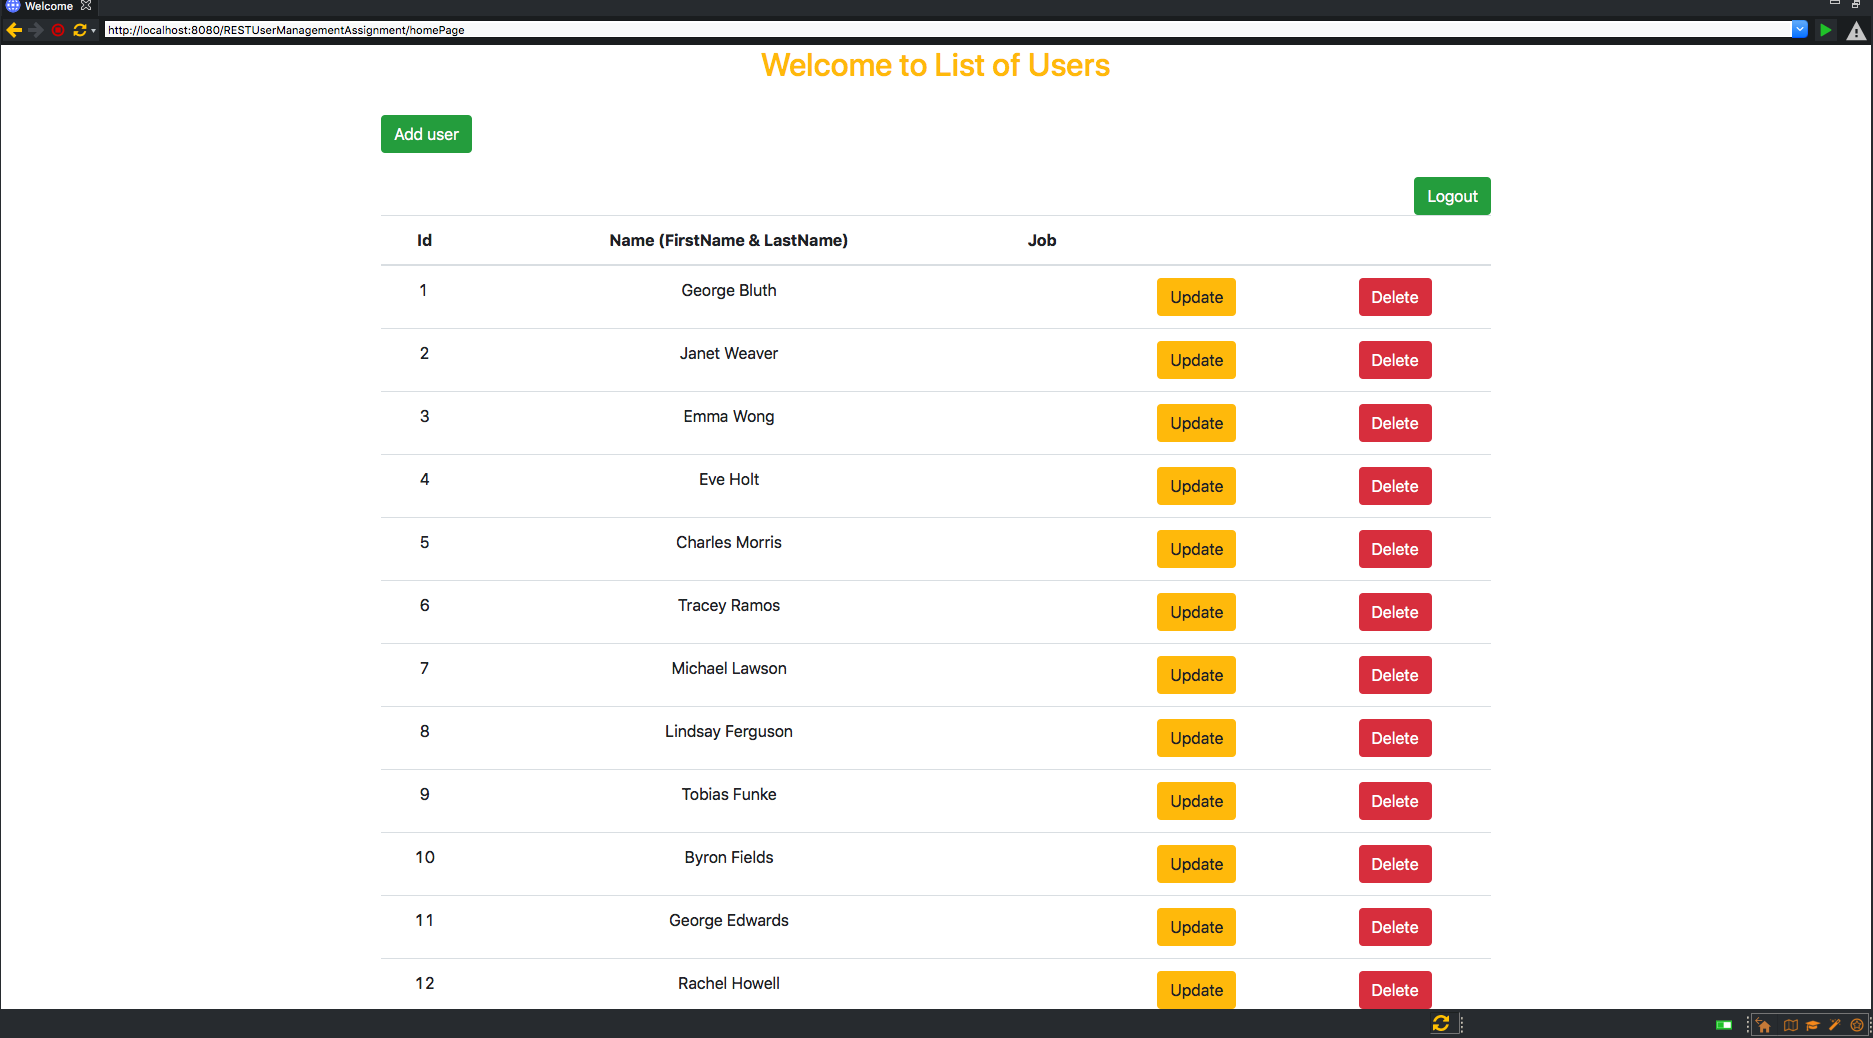 Welcome
http://localhost:8080/RESTUserManagementAssignment/homePage
Welcome to List of Users
Add user
Logout
Id Name (FirstName & LastName) Job
1 George Bluth Update Delete
2 Janet Weaver Update Delete
3 Emma Wong Update Delete
4 Eve Holt Update Delete
5 Charles Morris Update Delete
6 Tracey Ramos Update Delete
7 Michael Lawson Update Delete
8 Lindsay Ferguson Update Delete
9 Tobias Funke Update Delete
10 Byron Fields Update Delete
11 George Edwards Update Delete
12 Rachel Howell Update Delete